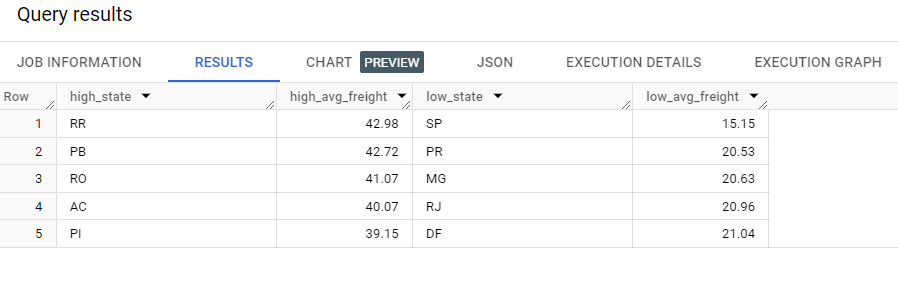 Query results
JOB INFORMATION RESULTS CHART PREVIEW JSON EXECUTION DETAILS EXECUTION GRAPH
Row high_state high_avg_freight low_state low_avg_freight
1 RR 42.98 SP 15.15
2 PB 42.72 PR 20.53
3 RO 41.07 MG 20.63
4 AC 40.07 RJ 20.96
5 PI 39.15 DF 21.04